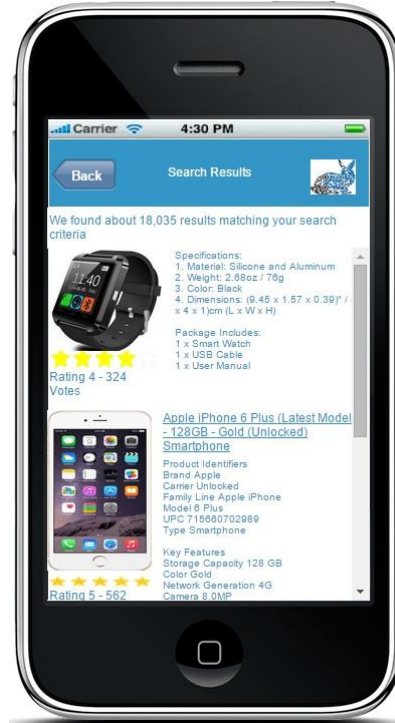 Carrier 4:30 PM
Back Search Results
We found about 18,035 results matching your search
criteria
11:40
Specifications:
1. Material: Silicone and Aluminum
2. Weight: 2.68oz / 76g
3. Color: Black
4. Dimensions: (9.45 x 1.57 x 0.39)" /
x 4 x 1)cm (L x W x H)
Package Includes:
1 x Smart Watch
1 x USB Cable
1 x User Manual
Rating 4 - 324
Votes
Apple iPhone 6 Plus (Latest Model
- 128GB - Gold (Unlocked)
Smartphone
Product Identifiers
Brand Apple
Carrier Unlocked
Family Line Apple iPhone
Model 6 Plus
UPC 715660702989
Type Smartphone
Key Features
Storage Capacity 128 GB
Color Gold
Network Generation 4G
Camera 8.0MP
Rating 5 - 562